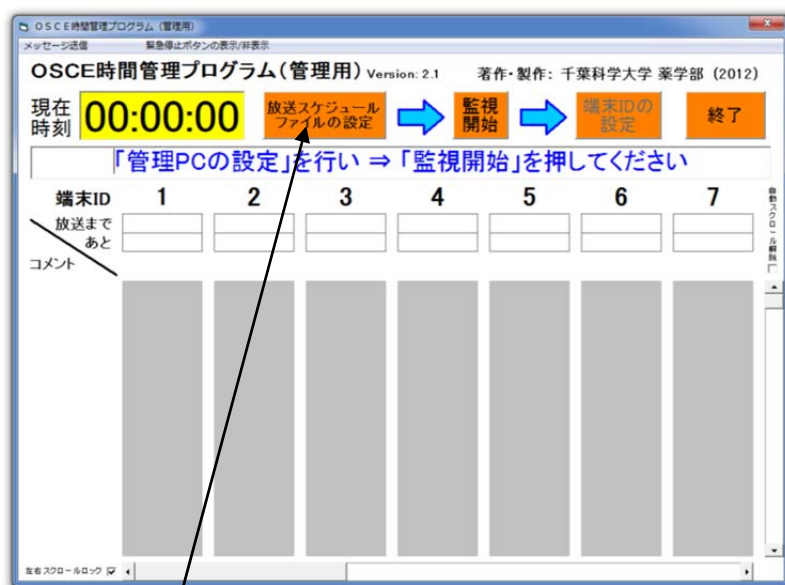 OSCE時間管理プログラム (管理用)
メッセージ送信 緊急停止ボタンの表示/非表示
OSCE時間管理プログラム(管理用) Version: 2.1 著作・製作: 千葉科学大学 薬学部 (2012)
現在
時刻
00:00:00
放送スケジュール
ファイルの設定
監視
開始
端末IDの
設定
終了
「管理PCの設定」を行い ⇒ 「監視開始」を押してください
端末ID 1 2 3 4 5 6 7
放送まで
あと
コメント
自動スクロール解除
左右スクロールロック